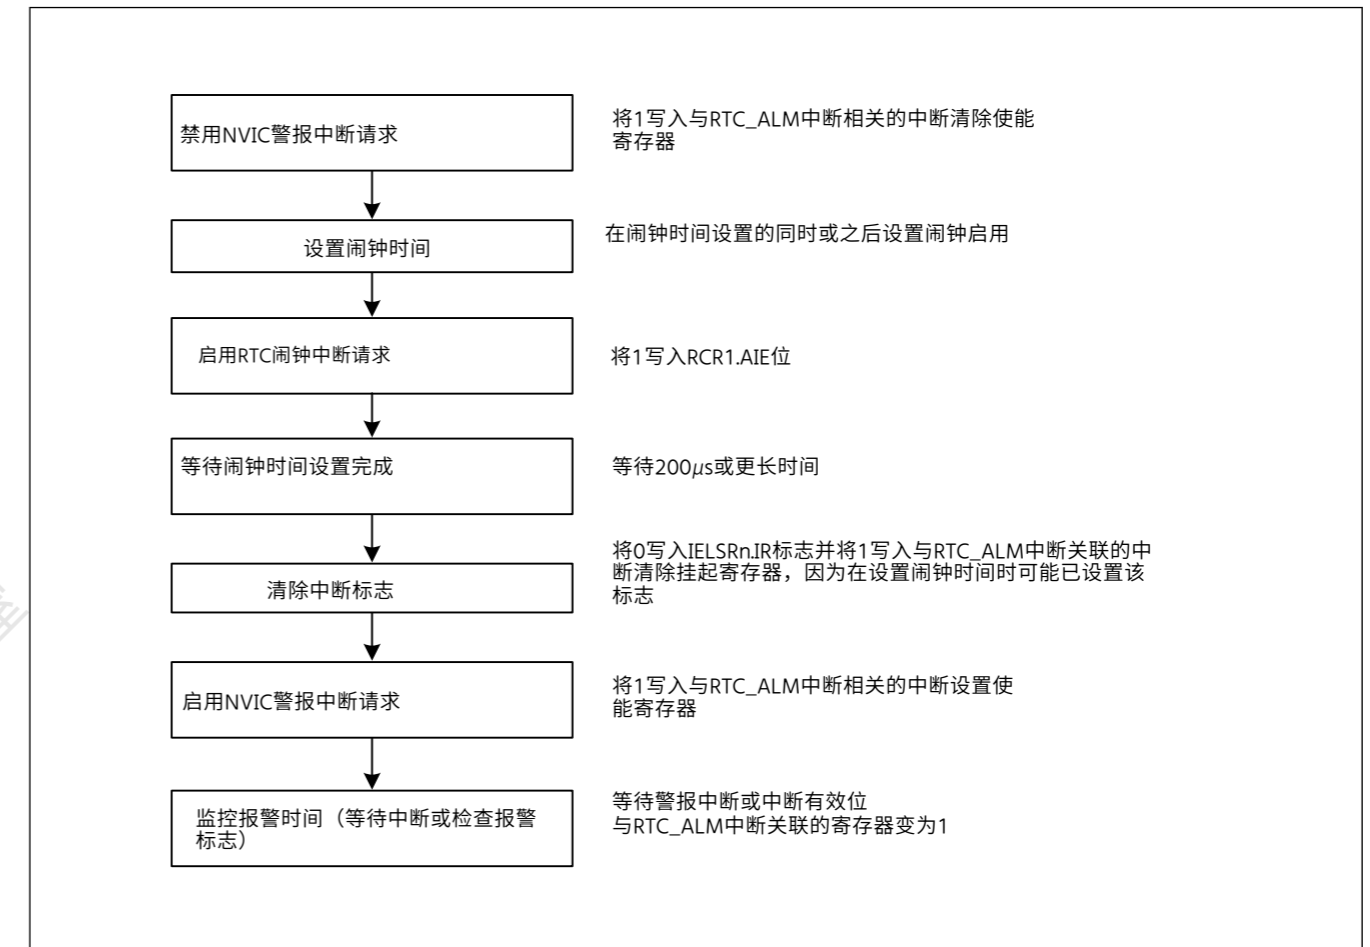 禁用NVIC警报中断请求
将1写入与RTC_ALM中断相关的中断清除使能
寄存器
设置闹钟时间
在闹钟时间设置的同时或之后设置闹钟启用
启用RTC闹钟中断请求
将1写入RCR1.AIE位
等待闹钟时间设置完成
等待200μs或更长时间
清除中断标志
将0写入IELSRn.IR标志并将1写入与RTC_ALM中断关联的中
断清除挂起寄存器，因为在设置闹钟时间时可能已设置该
标志
启用NVIC警报中断请求
将1写入与RTC_ALM中断相关的中断设置使
能寄存器
监控报警时间（等待中断或检查报警
标志）
等待警报中断或中断有效位
与RTC_ALM中断关联的寄存器变为1